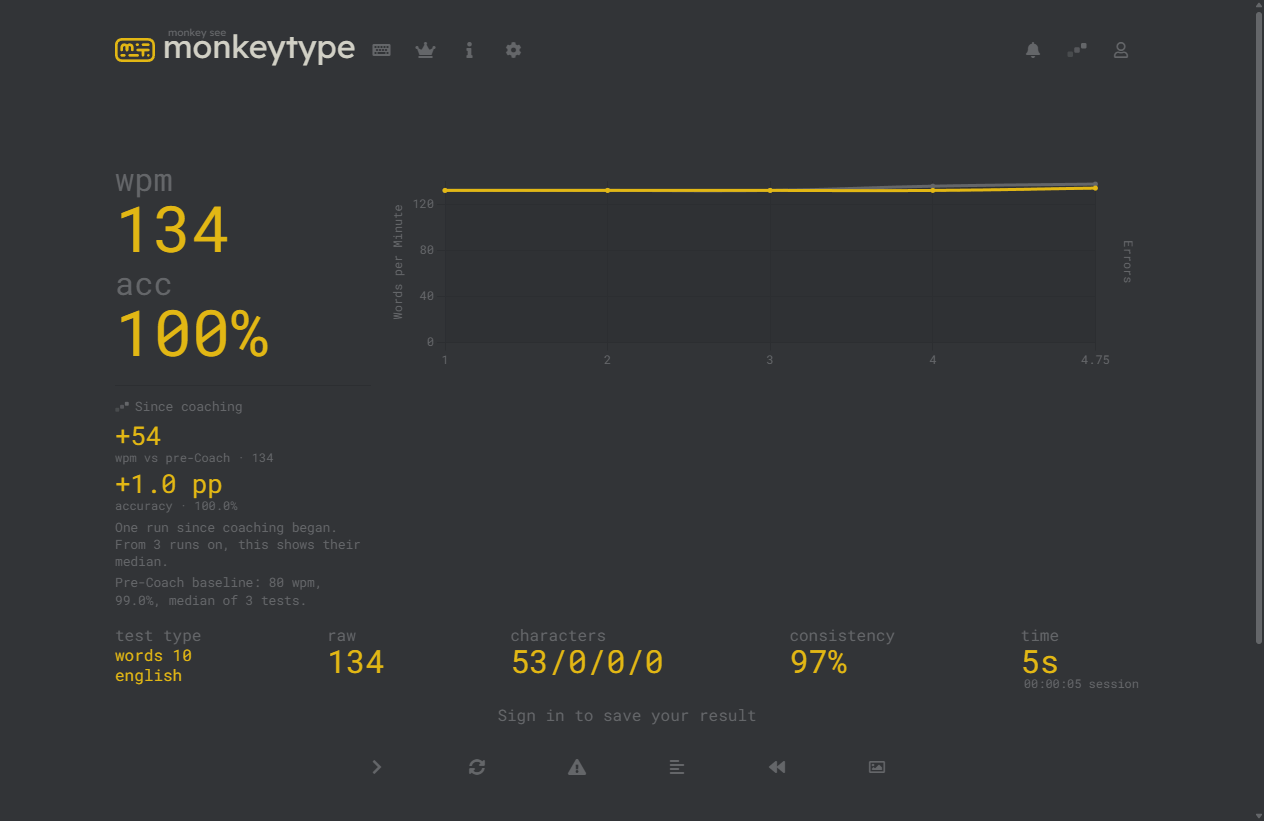 monkey see
monkeytype
wpm
134
acc
100%
Words per Minute
120
80
40
0
1
2
3
4
4.75
Errors
Since coaching
+54
wpm vs pre-Coach · 134
+1.0 pp
accuracy · 100.0%
One run since coaching began.
From 3 runs on, this shows their
median.
Pre-Coach baseline: 80 wpm,
99.0%, median of 3 tests.
test type
words 10
english
raw
134
characters
53/0/0/0
consistency
97%
time
5s
00:00:05 session
Sign in to save your result